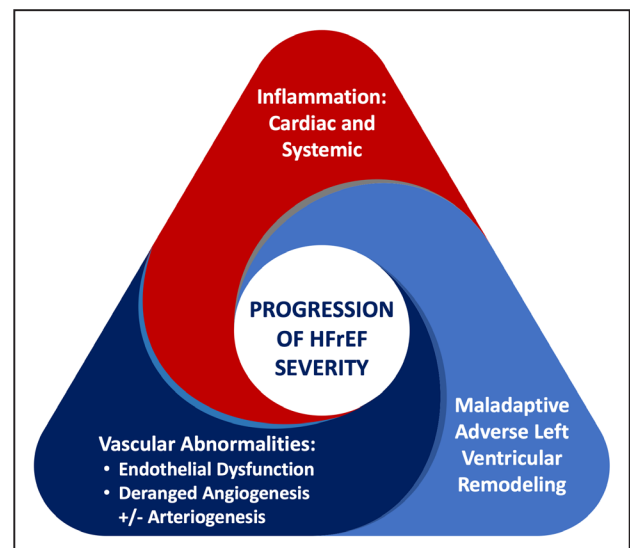 Inflammation:
Cardiac and
Systemic
PROGRESSION
OF HFrEF
SEVERITY
Vascular Abnormalities:
• Endothelial Dysfunction
• Deranged Angiogenesis
+/- Arteriogenesis
Maladaptive
Adverse Left
Ventricular
Remodeling